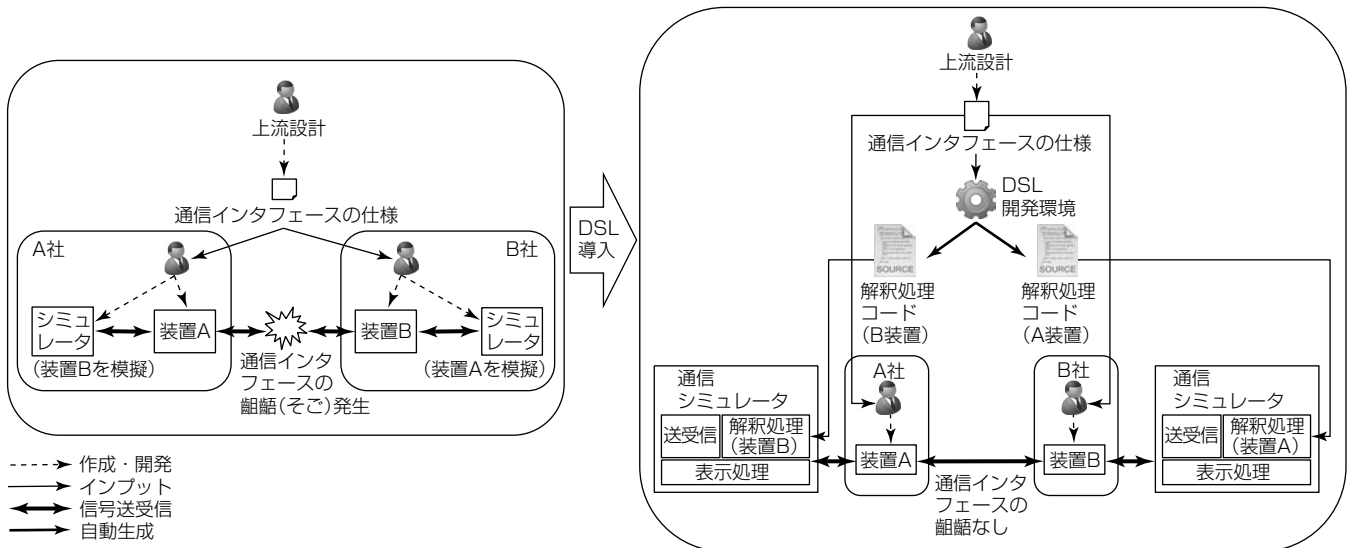 上流設計
通信インタフェースの仕様
A社
B社
シミュ
レータ
装置A
装置B
シミュ
レータ
(装置Bを模擬)
(装置Aを模擬)
通信インタ
フェースの
齟齬(そご)発生
作成・開発
インプット
信号送受信
自動生成
DSL
導入
上流設計
通信インタフェースの仕様
DSL
開発環境
SOURCE
SOURCE
解釈処理
コード
(B装置)
解釈処理
コード
(A装置)
A社
B社
通信
シミュレータ
送受信
解釈処理
(装置B)
表示処理
装置A
装置B
通信
シミュレータ
送受信
解釈処理
(装置A)
表示処理
通信インタ
フェースの
齟齬なし